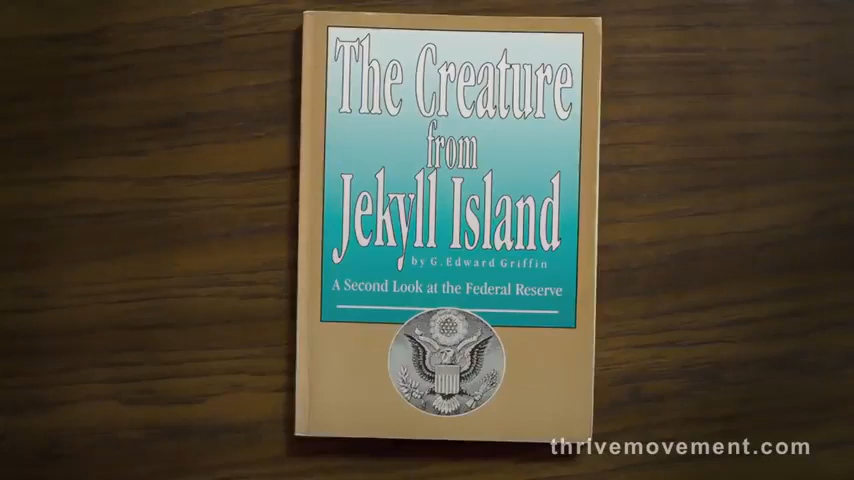 The Creature
from
Jekyll Island
by G. Edward Griffin
A Second Look at the Federal Reserve
thrivemovement.com